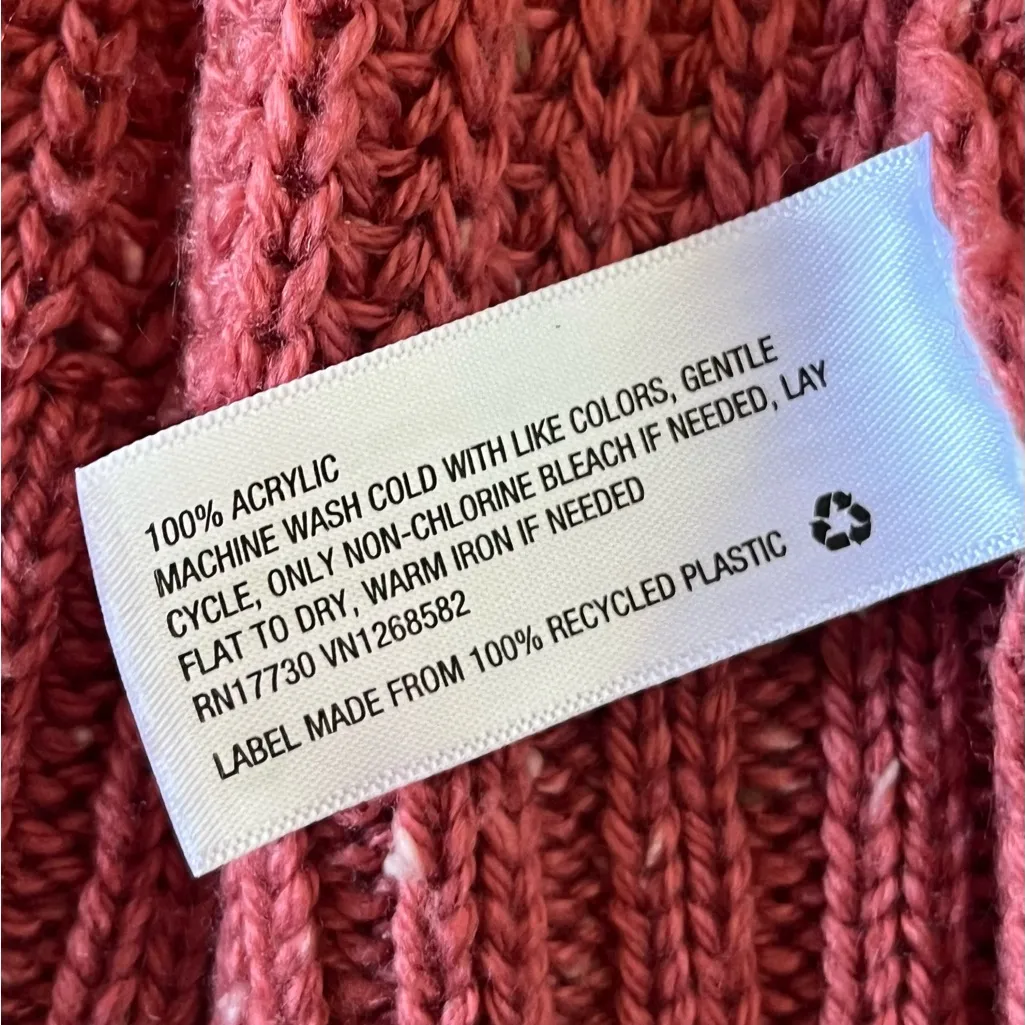 100% ACRYLIC
MACHINE WASH COLD WITH LIKE COLORS, GENTLE
CYCLE, ONLY NON-CHLORINE BLEACH IF NEEDED, LAY
FLAT TO DRY, WARM IRON IF NEEDED
RN17730 VN1268582
LABEL MADE FROM 100% RECYCLED PLASTIC